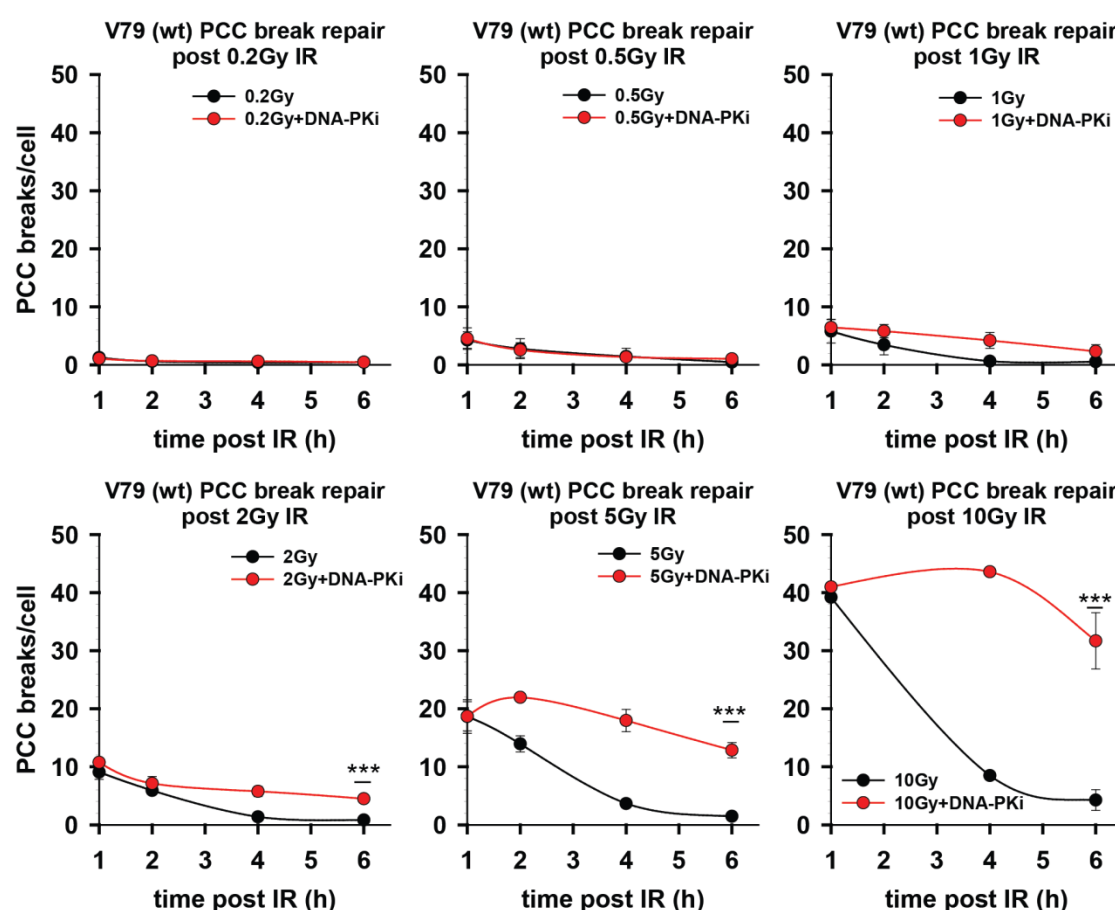 V79 (wt) PCC break repair
post 0.2Gy IR
0.2Gy
0.2Gy+DNA-PKi
50
40
30
20
10
0
PCC breaks/cell
1 2 3 4 5 6
time post IR (h)
V79 (wt) PCC break repair
post 0.5Gy IR
0.5Gy
0.5Gy+DNA-PKi
50
40
30
20
10
0
1 2 3 4 5 6
time post IR (h)
V79 (wt) PCC break repair
post 1Gy IR
1Gy
1Gy+DNA-PKi
50
40
30
20
10
0
1 2 3 4 5 6
time post IR (h)
V79 (wt) PCC break repair
post 2Gy IR
2Gy
2Gy+DNA-PKi
50
40
30
20
10
0
***
PCC breaks/cell
1 2 3 4 5 6
time post IR (h)
V79 (wt) PCC break repair
post 5Gy IR
5Gy
5Gy+DNA-PKi
50
40
30
20
10
0
***
1 2 3 4 5 6
time post IR (h)
V79 (wt) PCC break repair
post 10Gy IR
50
40
30
20
10
0
***
10Gy
10Gy+DNA-PKi
1 2 3 4 5 6
time post IR (h)